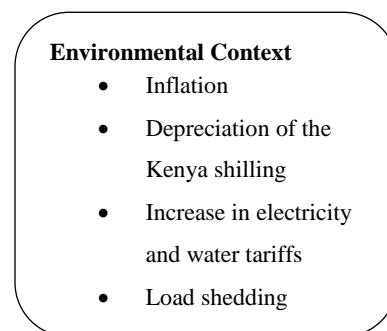 Environmental Context
• Inflation
• Depreciation of the
Kenya shilling
• Increase in electricity
and water tariffs
• Load shedding